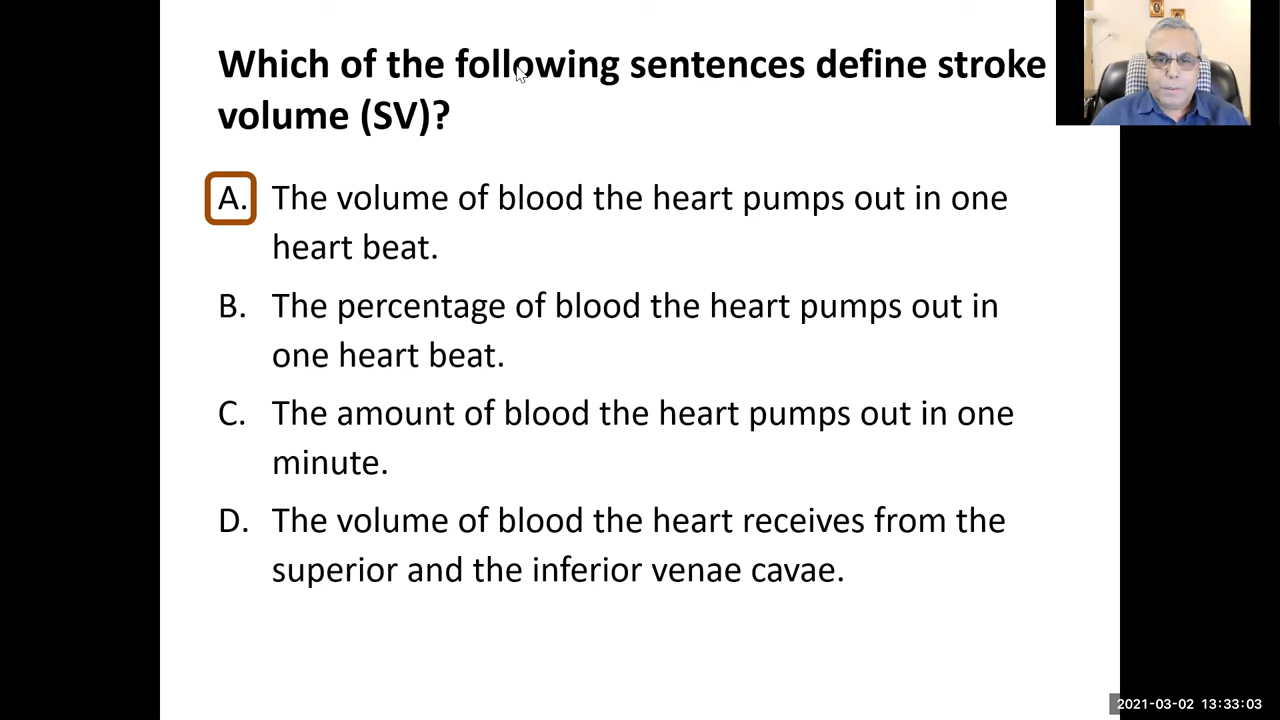 Which of the following sentences define stroke
volume (SV)?
A. The volume of blood the heart pumps out in one
heart beat.
B. The percentage of blood the heart pumps out in
one heart beat.
C. The amount of blood the heart pumps out in one
minute.
D. The volume of blood the heart receives from the
superior and the inferior venae cavae.
2021-03-02 13:33:03